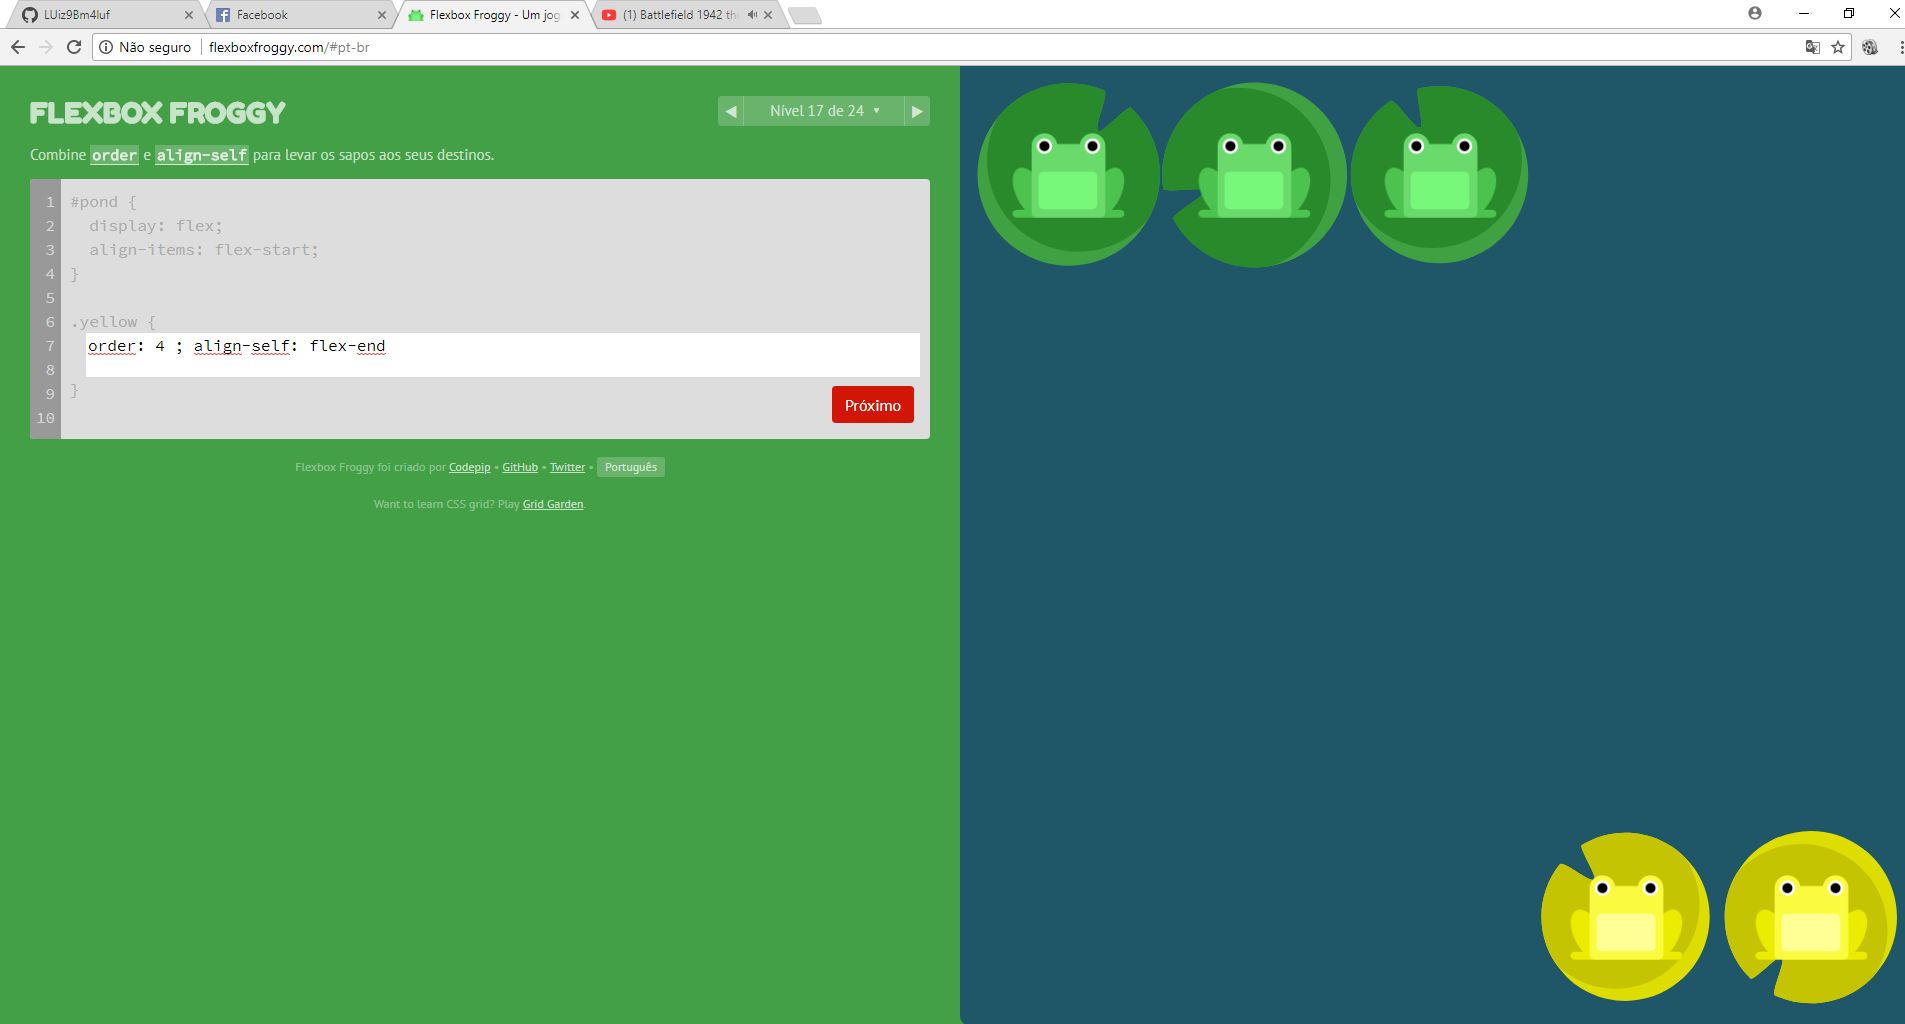 LUiz9Bm4luf
Facebook
Flexbox Froggy - Um jog
(1) Battlefield 1942 th
Não seguro
flexboxfroggy.com/#pt-br
FLEXBOX FROGGY
◀ Nível 17 de 24 ▼ ▶
Combine order e align-self para levar os sapos aos seus destinos.
1 #pond {
2 display: flex;
3 align-items: flex-start;
4 }
5
6 .yellow {
7 order: 4 ; align-self: flex-end
8
9 }
10
Próximo
Flexbox Froggy foi criado por Codepip • GitHub • Twitter • Português
Want to learn CSS grid? Play Grid Garden.